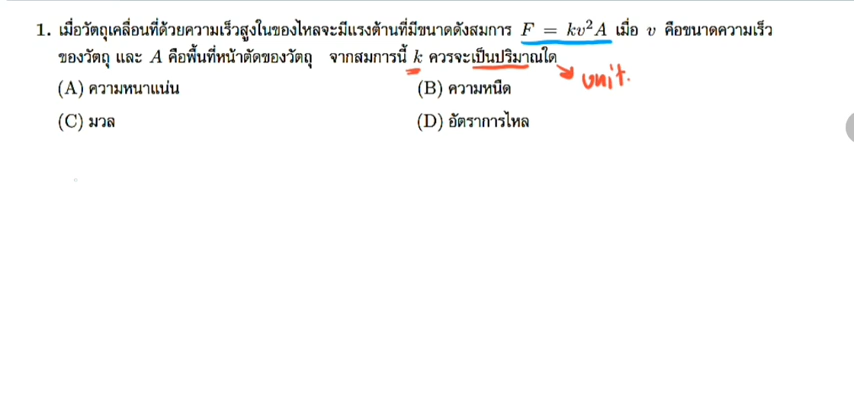 1. เมื่อวัตถุเคลื่อนที่ด้วยความเร็วสูงในของไหลจะมีแรงต้านที่มีขนาดดังสมการ F = kv²A เมื่อ v คือขนาดความเร็ว
ของวัตถุ และ A คือพื้นที่หน้าตัดของวัตถุ จากสมการนี้ k ควรจะเป็นปริมาณใด
unit.
(A) ความหนาแน่น (B) ความหนืด
(C) มวล (D) อัตราการไหล